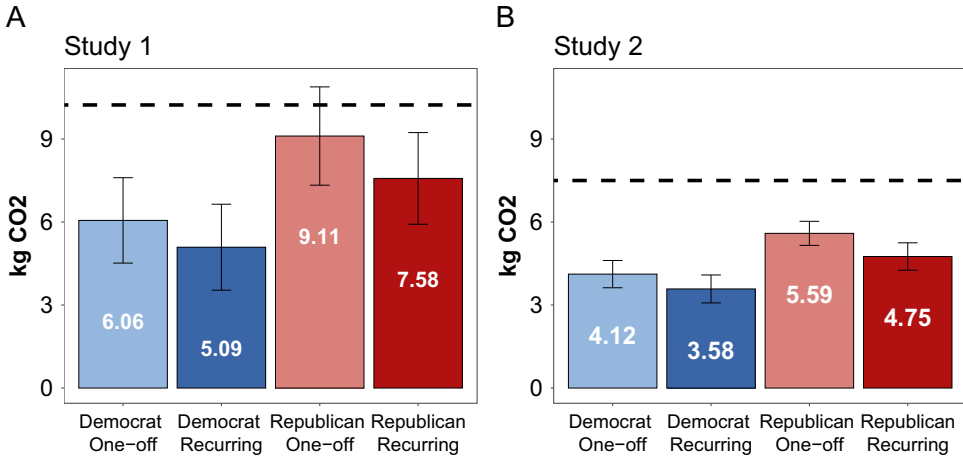 A
Study 1
kg CO2
9
6
3
0
6.06
5.09
9.11
7.58
Democrat
One−off
Democrat
Recurring
Republican
One−off
Republican
Recurring
B
Study 2
kg CO2
9
6
3
0
4.12
3.58
5.59
4.75
Democrat
One−off
Democrat
Recurring
Republican
One−off
Republican
Recurring